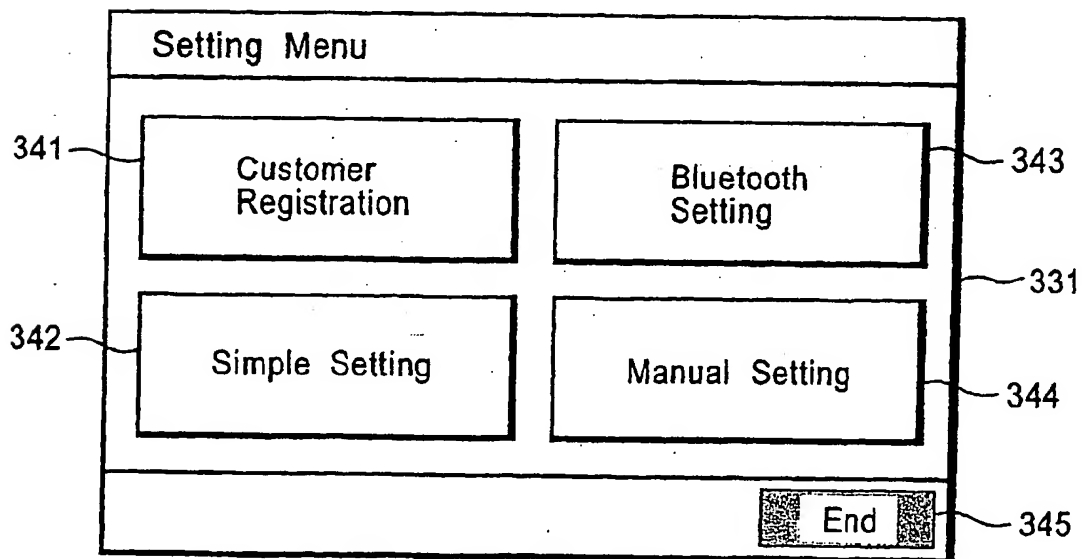 Setting Menu
341
Customer
Registration
Bluetooth
Setting
343
331
342
Simple Setting
Manual Setting
344
End
345